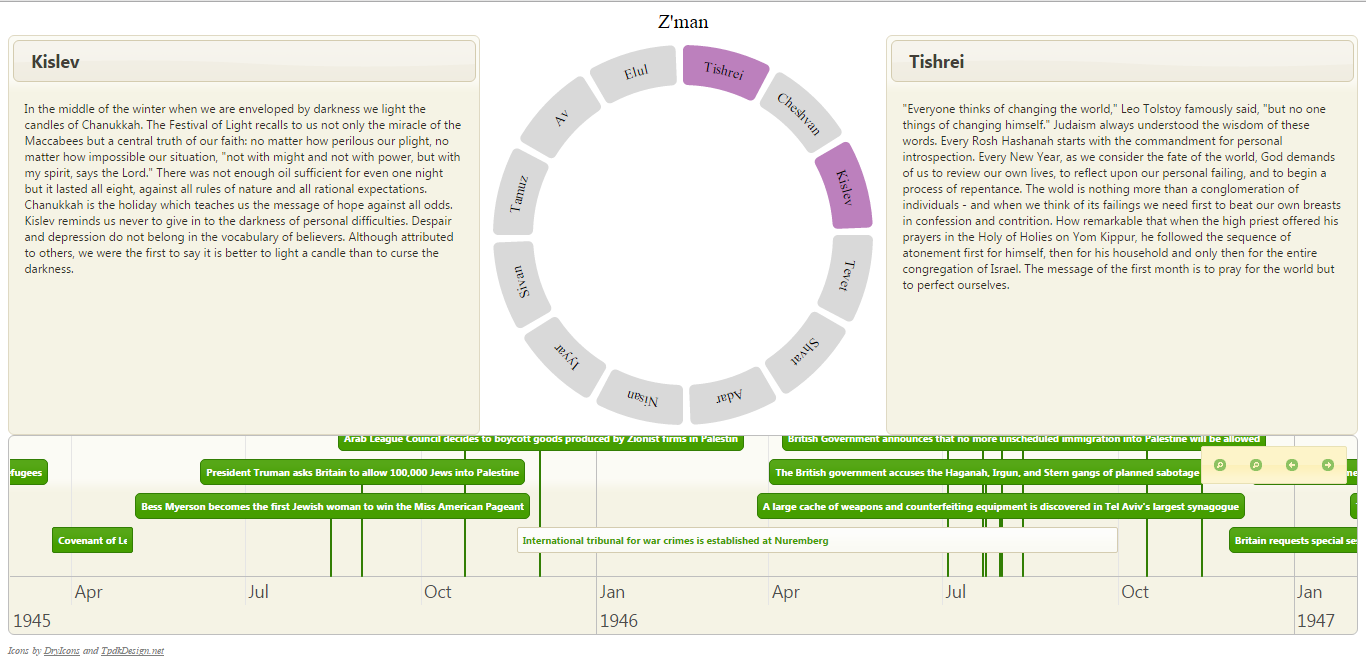 Z'man
Kislev
In the middle of the winter when we are enveloped by darkness we light the
candles of Chanukkah. The Festival of Light recalls to us not only the miracle of the
Maccabees but a central truth of our faith: no matter how perilous our plight, no
matter how impossible our situation, "not with might and not with power, but with
my spirit, says the Lord." There was not enough oil sufficient for even one night
but it lasted all eight, against all rules of nature and all rational expectations.
Chanukkah is the holiday which teaches us the message of hope against all odds.
Kislev reminds us never to give in to the darkness of personal difficulties. Despair
and depression do not belong in the vocabulary of believers. Although attributed
to others, we were the first to say it is better to light a candle than to curse the
darkness.
Tishrei
Cheshvan
Kislev
Tevet
Shvat
Adar
Nisan
Iyyar
Sivan
Tamuz
Av
Elul
Tishrei
"Everyone thinks of changing the world," Leo Tolstoy famously said, "but no one
things of changing himself." Judaism always understood the wisdom of these
words. Every Rosh Hashanah starts with the commandment for personal
introspection. Every New Year, as we consider the fate of the world, God demands
of us to review our own lives, to reflect upon our personal failing, and to begin a
process of repentance. The wold is nothing more than a conglomeration of
individuals - and when we think of its failings we need first to beat our own breasts
in confession and contrition. How remarkable that when the high priest offered his
prayers in the Holy of Holies on Yom Kippur, he followed the sequence of
atonement first for himself, then for his household and only then for the entire
congregation of Israel. The message of the first month is to pray for the world but
to perfect ourselves.
Arab League Council decides to boycott goods produced by Zionist firms in Palestin
British Government announces that no more unscheduled immigration into Palestine will be allowed
fugees
President Truman asks Britain to allow 100,000 Jews into Palestine
The British government accuses the Haganah, Irgun, and Stern gangs of planned sabotage
Bess Myerson becomes the first Jewish woman to win the Miss American Pageant
A large cache of weapons and counterfeiting equipment is discovered in Tel Aviv's largest synagogue
Covenant of Le
International tribunal for war crimes is established at Nuremberg
Britain requests special se
Apr Jul Oct Jan Apr Jul Oct Jan
1945 1946 1947
Icons by DryIcons and TpdkDesign.net